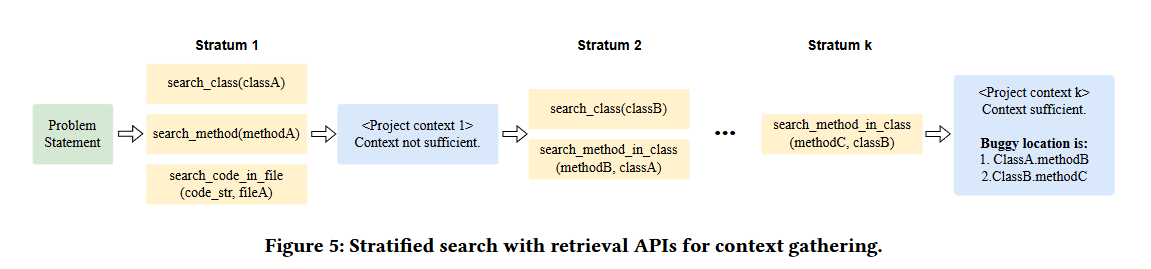 Stratum 1
Stratum 2
Stratum k
Problem
Statement
search_class(classA)
search_method(methodA)
search_code_in_file
(code_str, fileA)
<Project context 1>
Context not sufficient.
search_class(classB)
search_method_in_class
(methodB, classA)
...
search_method_in_class
(methodC, classB)
<Project context k>
Context sufficient.
Buggy location is:
1. ClassA.methodB
2.ClassB.methodC
Figure 5: Stratified search with retrieval APIs for context gathering.